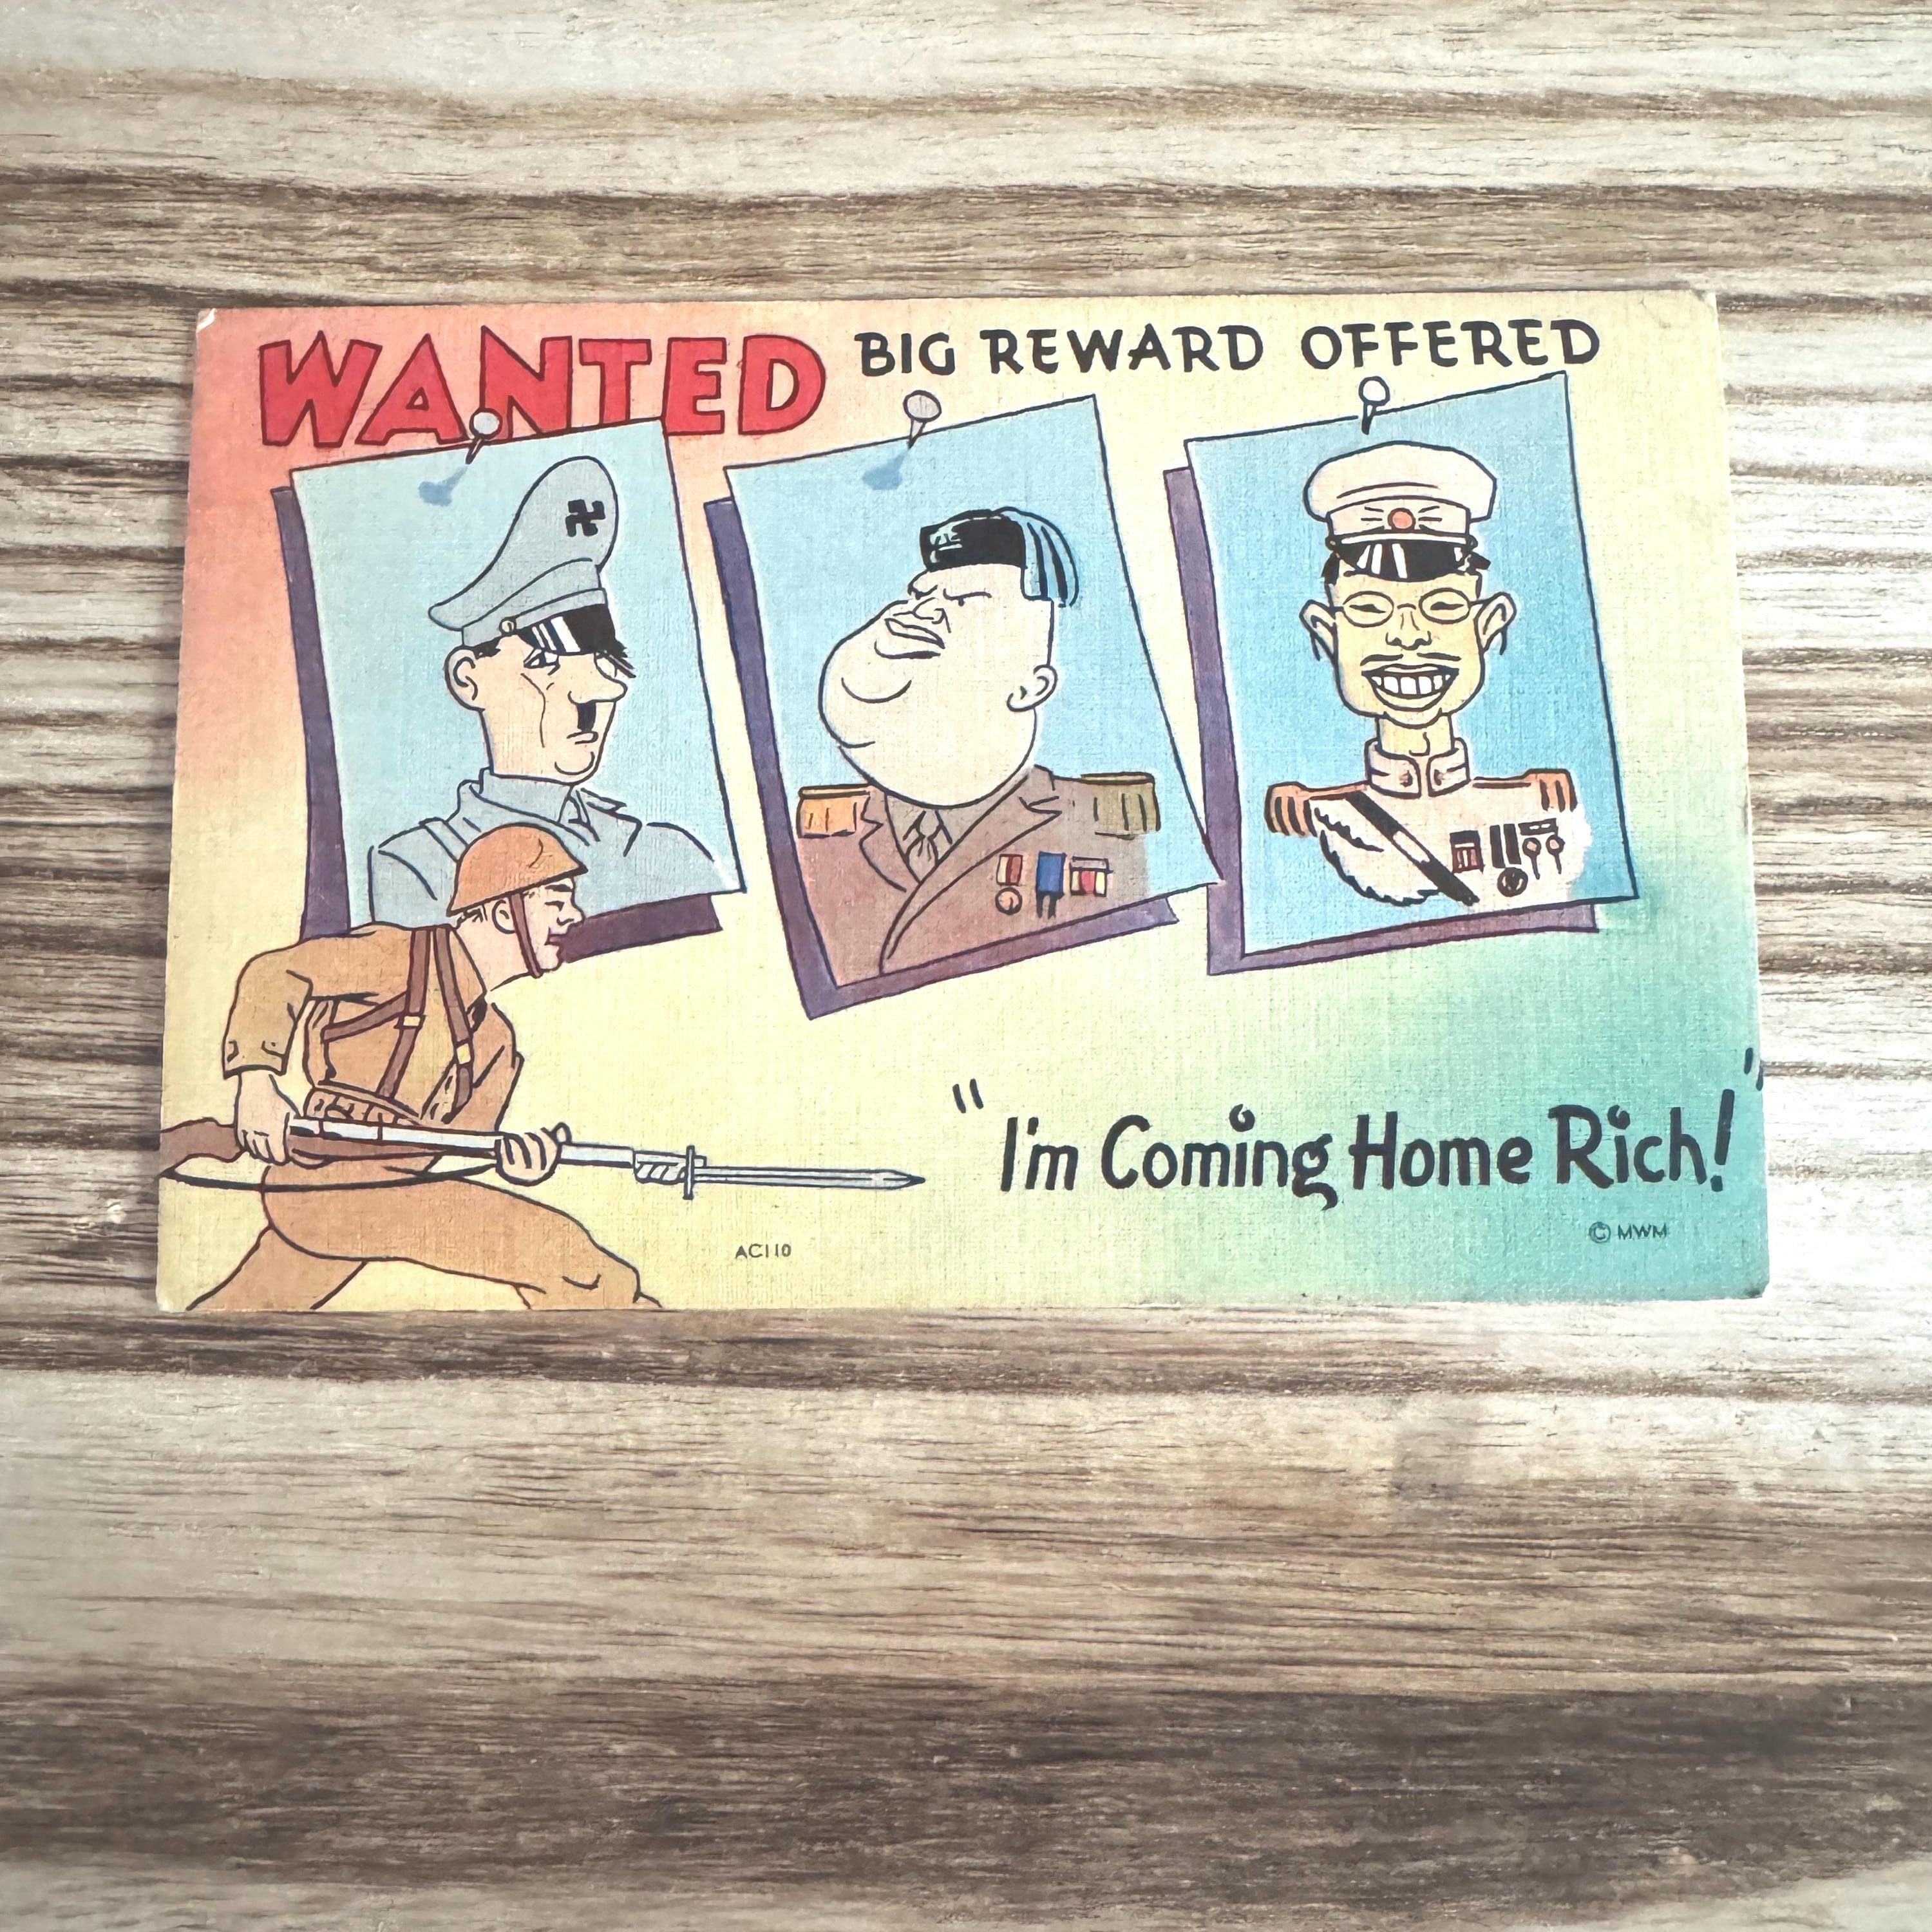 WANTED BIG REWARD OFFERED
"I'm Coming Home Rich!"
AC110
© MWM